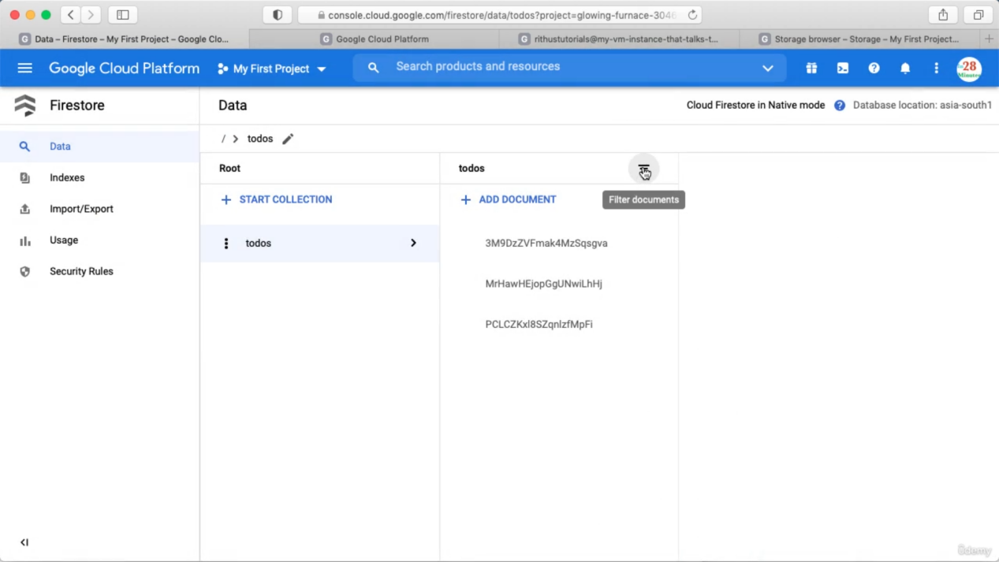 console.cloud.google.com/firestore/data/todos?project=glowing-furnace-3046
Data – Firestore – My First Project – Google Clo...
Google Cloud Platform
rithustutorials@my-vm-instance-that-talks-t...
Storage browser – Storage – My First Project...
Google Cloud Platform
My First Project
Search products and resources
28
Minutes
Firestore
Data
Cloud Firestore in Native mode
Database location: asia-south1
Data
Indexes
Import/Export
Usage
Security Rules
/ > todos
Root
todos
+ START COLLECTION
+ ADD DOCUMENT
Filter documents
todos
3M9DzZVFmak4MzSqsgva
MrHawHEjopGgUNwiLhHj
PCLCZKxl8SZqnlzfMpFi
ûdemy